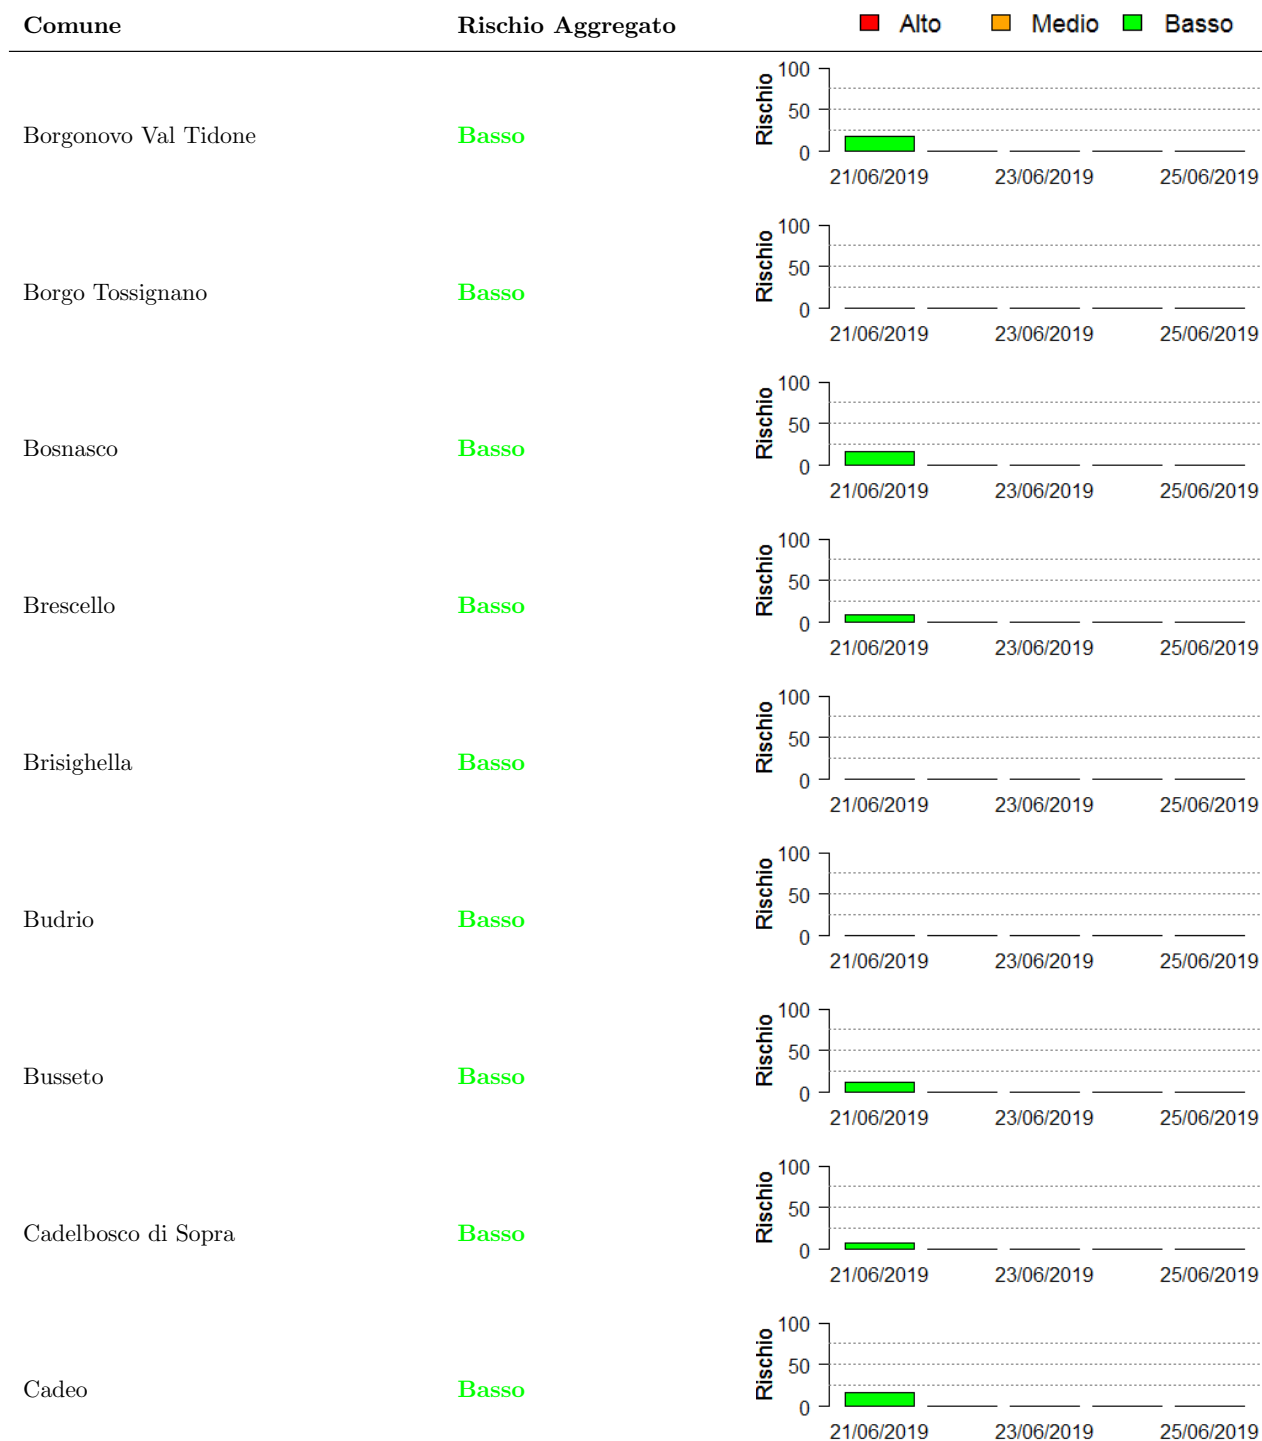 Comune Rischio Aggregato Alto Medio Basso
100
50
0
Rischio
Borgonovo Val Tidone Basso
21/06/2019 23/06/2019 25/06/2019
100
50
0
Rischio
Borgo Tossignano Basso
21/06/2019 23/06/2019 25/06/2019
100
50
0
Rischio
Bosnasco Basso
21/06/2019 23/06/2019 25/06/2019
100
50
0
Rischio
Brescello Basso
21/06/2019 23/06/2019 25/06/2019
100
50
0
Rischio
Brisighella Basso
21/06/2019 23/06/2019 25/06/2019
100
50
0
Rischio
Budrio Basso
21/06/2019 23/06/2019 25/06/2019
100
50
0
Rischio
Busseto Basso
21/06/2019 23/06/2019 25/06/2019
100
50
0
Rischio
Cadelbosco di Sopra Basso
21/06/2019 23/06/2019 25/06/2019
100
50
0
Rischio
Cadeo Basso
21/06/2019 23/06/2019 25/06/2019